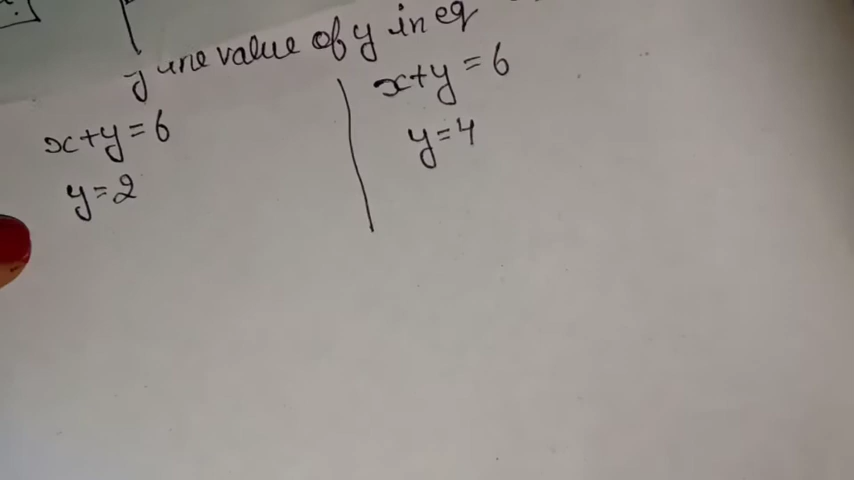 value of y in eq
x+y=6
y=2
x+y=6
y=4